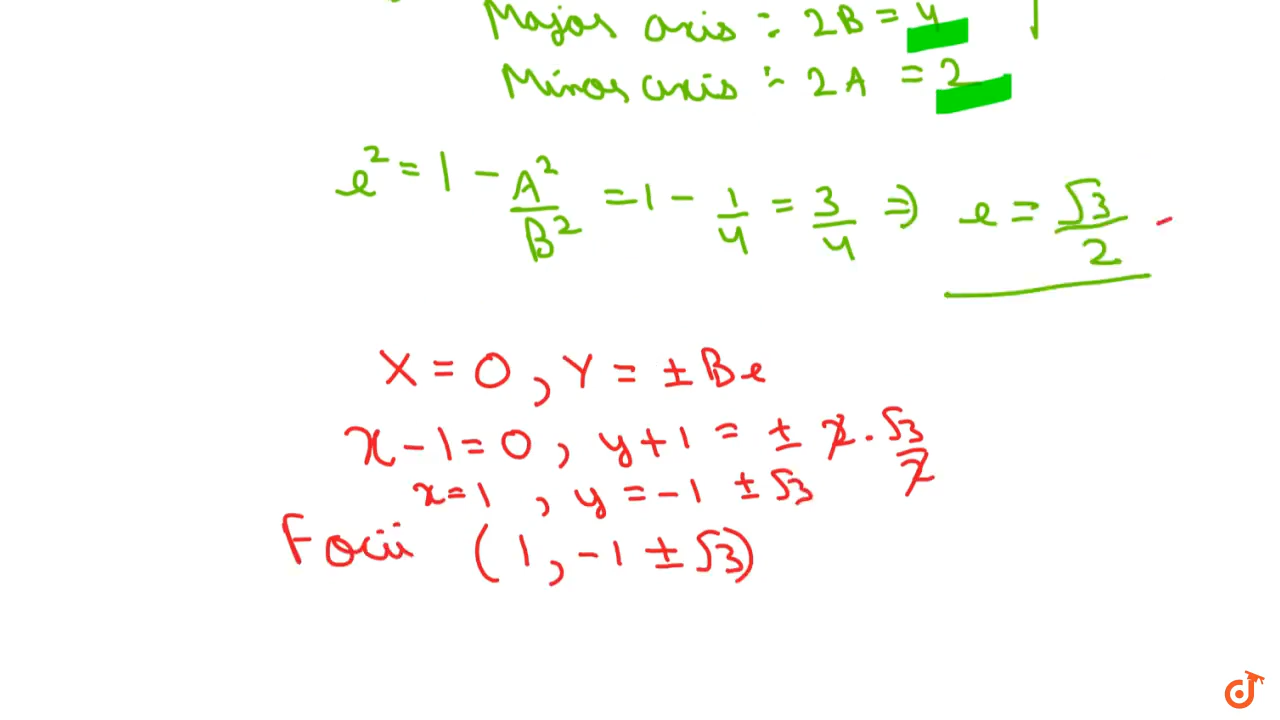 Major axis :- 2B = 4
Minor axis :- 2A = 2
e² = 1 - A²/B² = 1 - 1/4 = 3/4 ⇒ e = √3/2
X = 0, Y = ± Be
x - 1 = 0, y + 1 = ± 2 . √3/2
x = 1, y = -1 ± √3
Focii (1, -1 ± √3)